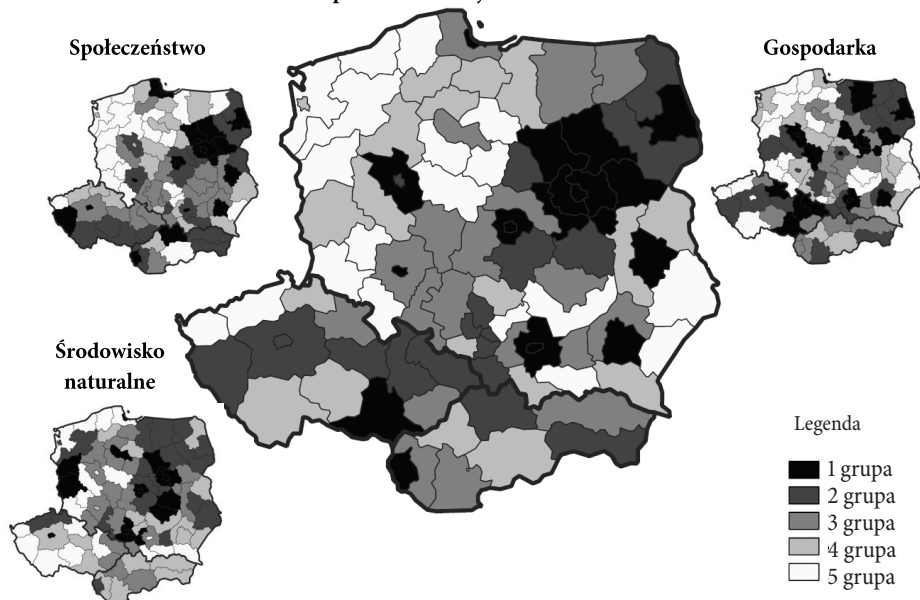 Społeczeństwo
Gospodarka
Środowisko
naturalne
Legenda
1 grupa
2 grupa
3 grupa
4 grupa
5 grupa